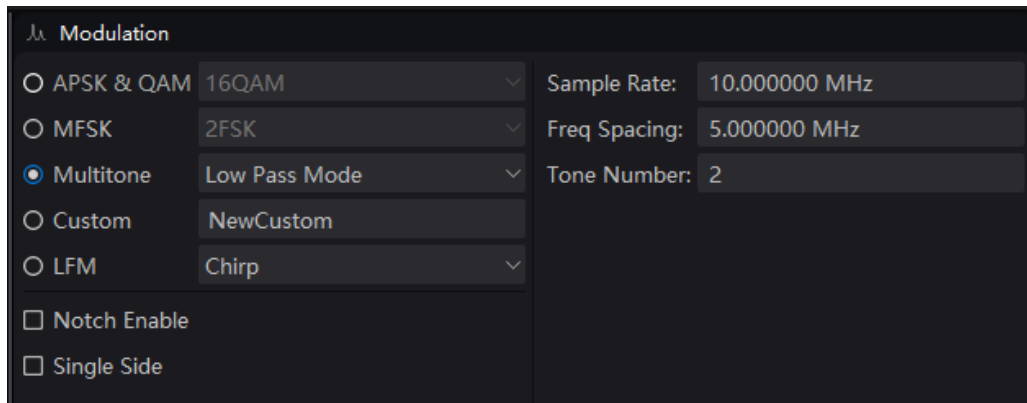 Modulation
APSK & QAM 16QAM Sample Rate: 10.000000 MHz
MFSK 2FSK Freq Spacing: 5.000000 MHz
Multitone Low Pass Mode Tone Number: 2
Custom NewCustom
LFM Chirp
Notch Enable
Single Side